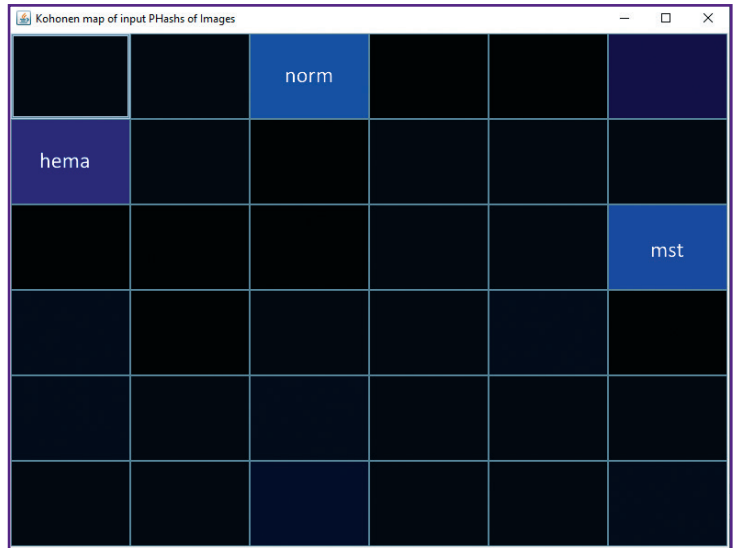 Kohonen map of input PHashs of Images
norm
hema
mst